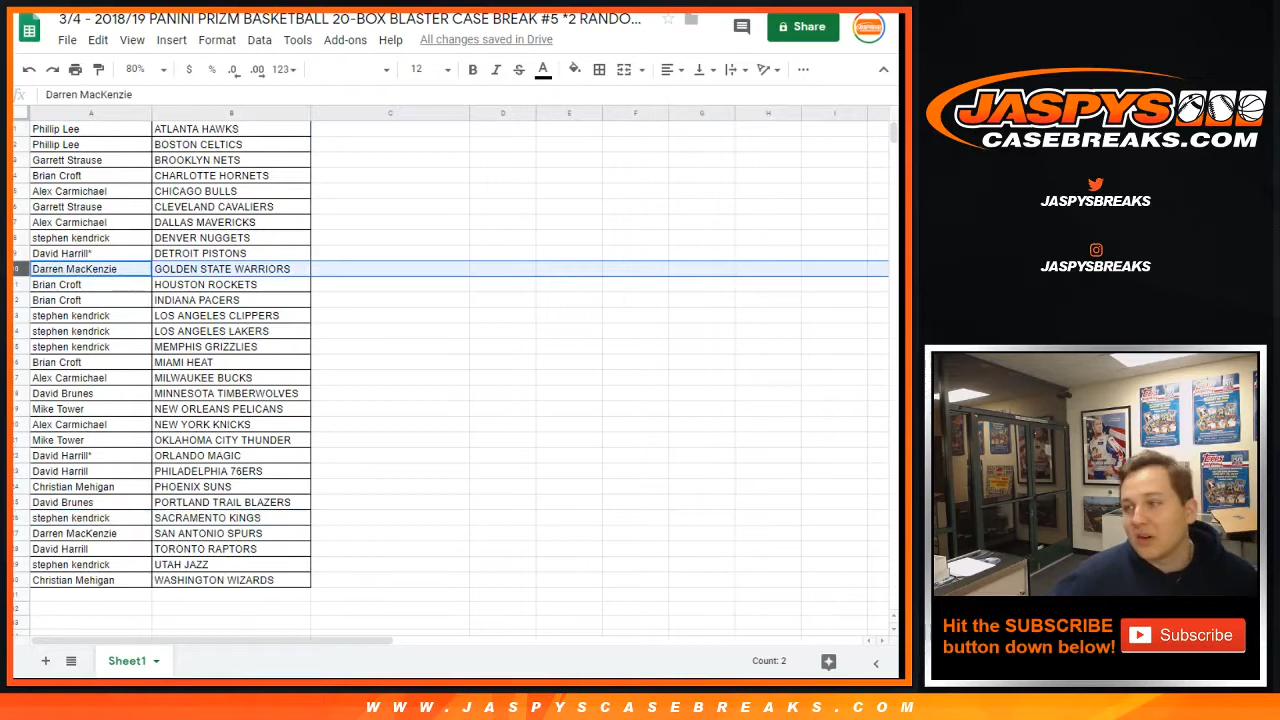 3/4 - 2018/19 PANINI PRIZM BASKETBALL 20-BOX BLASTER CASE BREAK #5 *2 RANDO...
Share
File Edit View Insert Format Data Tools Add-ons Help All changes saved in Drive
80% $ % .0 .00 123 12 B I S A
fx Darren MacKenzie
A B C D E F G H I
Phillip Lee ATLANTA HAWKS
Phillip Lee BOSTON CELTICS
Garrett Strause BROOKLYN NETS
Brian Croft CHARLOTTE HORNETS
Alex Carmichael CHICAGO BULLS
Garrett Strause CLEVELAND CAVALIERS
Alex Carmichael DALLAS MAVERICKS
stephen kendrick DENVER NUGGETS
David Harrill* DETROIT PISTONS
Darren MacKenzie GOLDEN STATE WARRIORS
Brian Croft HOUSTON ROCKETS
Brian Croft INDIANA PACERS
stephen kendrick LOS ANGELES CLIPPERS
stephen kendrick LOS ANGELES LAKERS
stephen kendrick MEMPHIS GRIZZLIES
Brian Croft MIAMI HEAT
Alex Carmichael MILWAUKEE BUCKS
David Brunes MINNESOTA TIMBERWOLVES
Mike Tower NEW ORLEANS PELICANS
Alex Carmichael NEW YORK KNICKS
Mike Tower OKLAHOMA CITY THUNDER
David Harrill* ORLANDO MAGIC
David Harrill PHILADELPHIA 76ERS
Christian Mehigan PHOENIX SUNS
David Brunes PORTLAND TRAIL BLAZERS
stephen kendrick SACRAMENTO KINGS
Darren MacKenzie SAN ANTONIO SPURS
David Harrill TORONTO RAPTORS
stephen kendrick UTAH JAZZ
Christian Mehigan WASHINGTON WIZARDS
Sheet1
Count: 2
JASPYS
CASEBREAKS.COM
JASPYSBREAKS
JASPYSBREAKS
Hit the SUBSCRIBE
button down below!
Subscribe
WWW.JASPYSCASEBREAKS.COM